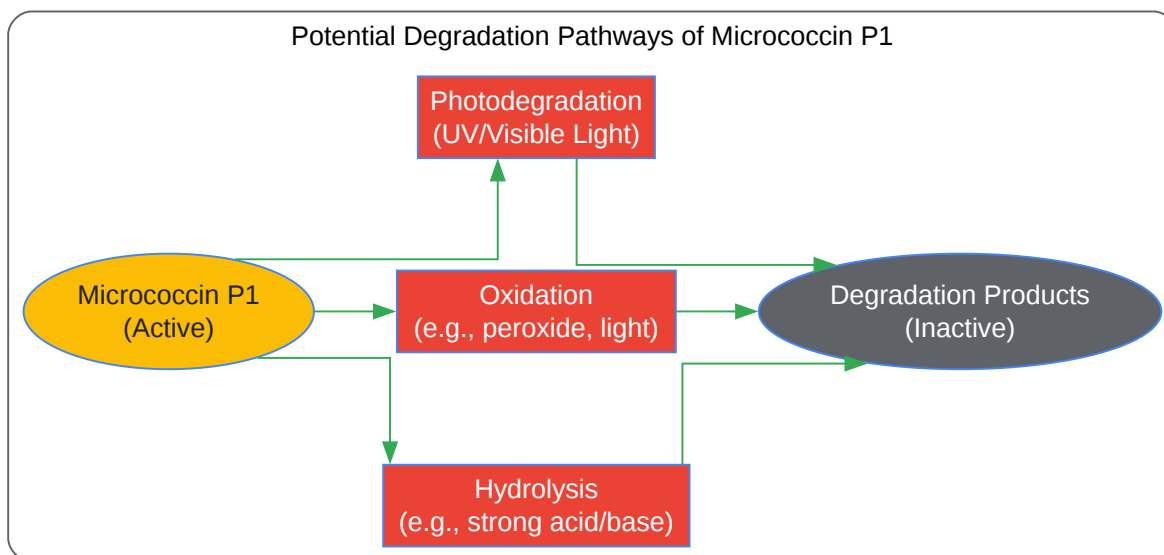 Potential Degradation Pathways of Micrococcin P1
Photodegradation
(UV/Visible Light)
Micrococcin P1
(Active)
Oxidation
(e.g., peroxide, light)
Degradation Products
(Inactive)
Hydrolysis
(e.g., strong acid/base)